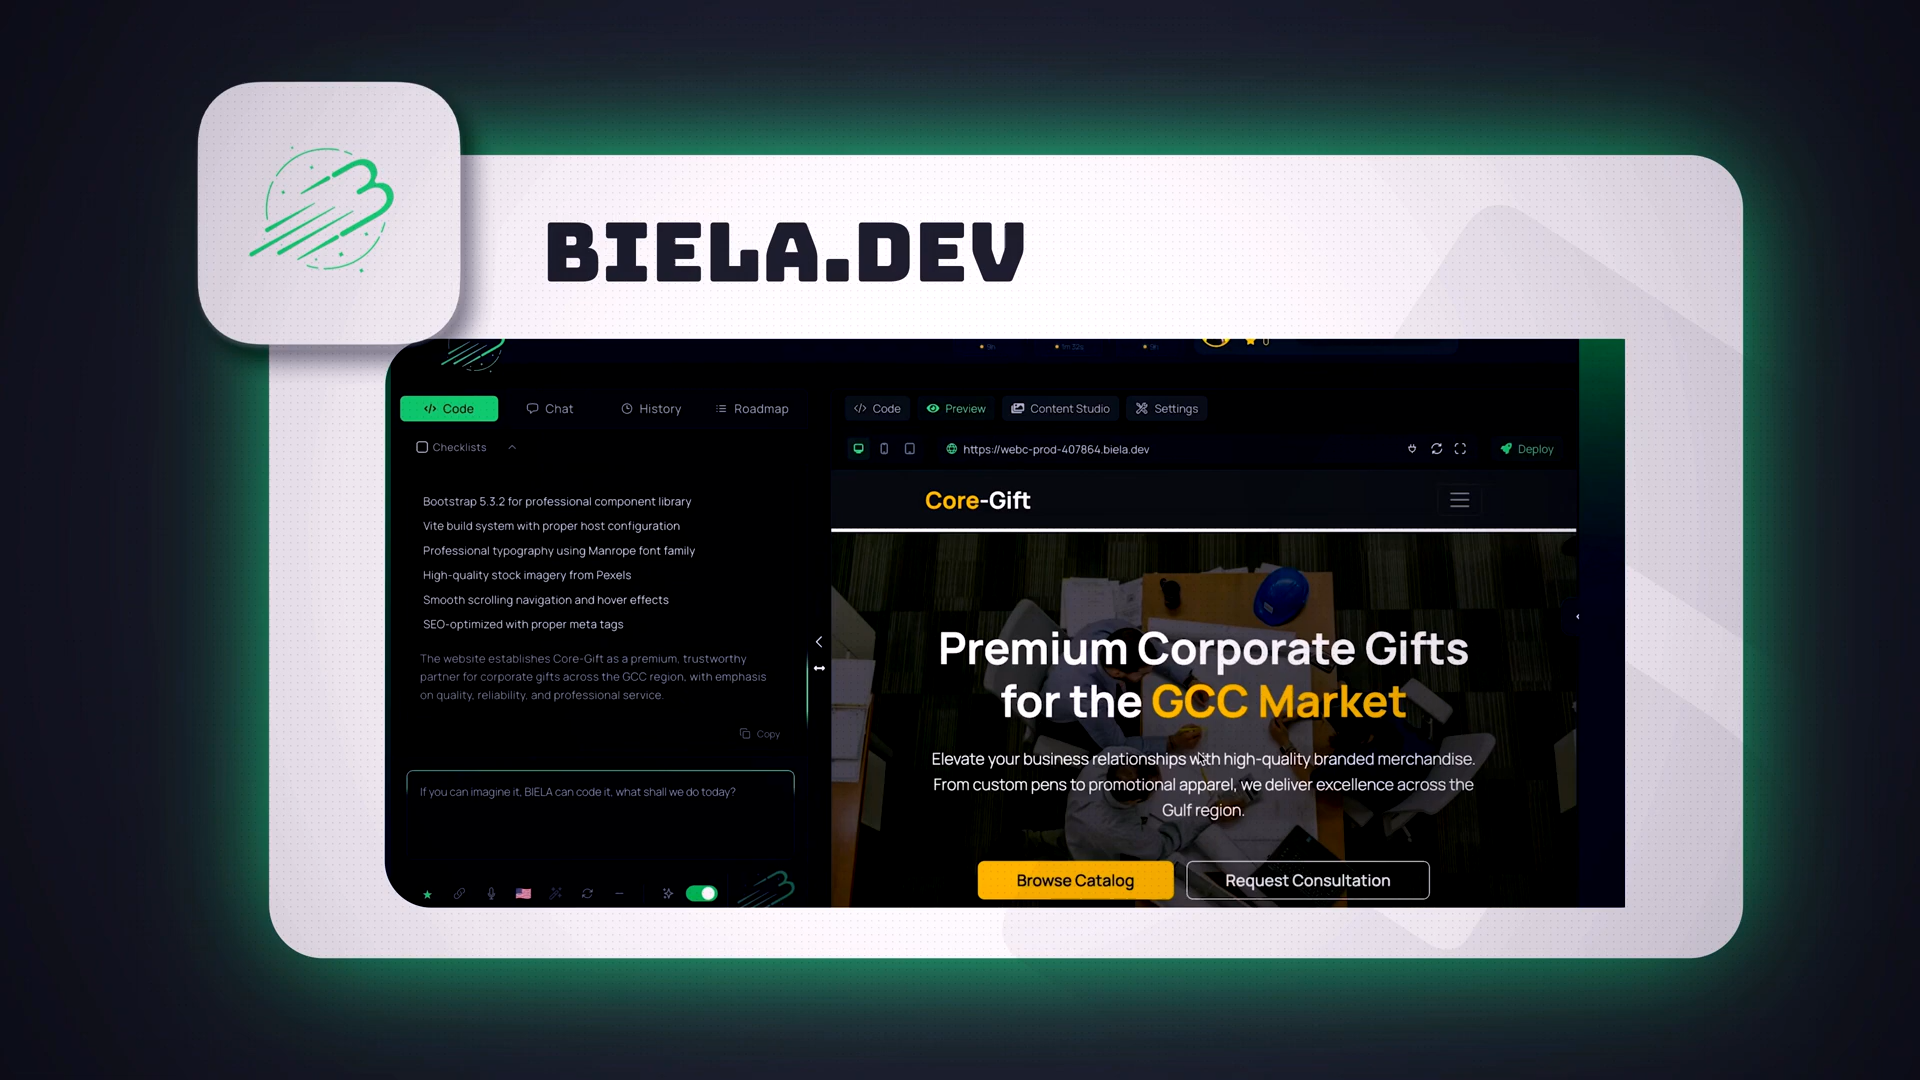 BIELA.DEV
Code
Chat
History
Roadmap
Checklists
Bootstrap 5.3.2 for professional component library
Vite build system with proper host configuration
Professional typography using Manrope font family
High-quality stock imagery from Pexels
Smooth scrolling navigation and hover effects
SEO-optimized with proper meta tags
The website establishes Core-Gift as a premium, trustworthy
partner for corporate gifts across the GCC region, with emphasis
on quality, reliability, and professional service.
Copy
If you can imagine it, BIELA can code it, what shall we do today?
Code
Preview
Content Studio
Settings
https://webc-prod-407864.biela.dev
Deploy
Core-Gift
Premium Corporate Gifts
for the GCC Market
Elevate your business relationships with high-quality branded merchandise.
From custom pens to promotional apparel, we deliver excellence across the
Gulf region.
Browse Catalog
Request Consultation